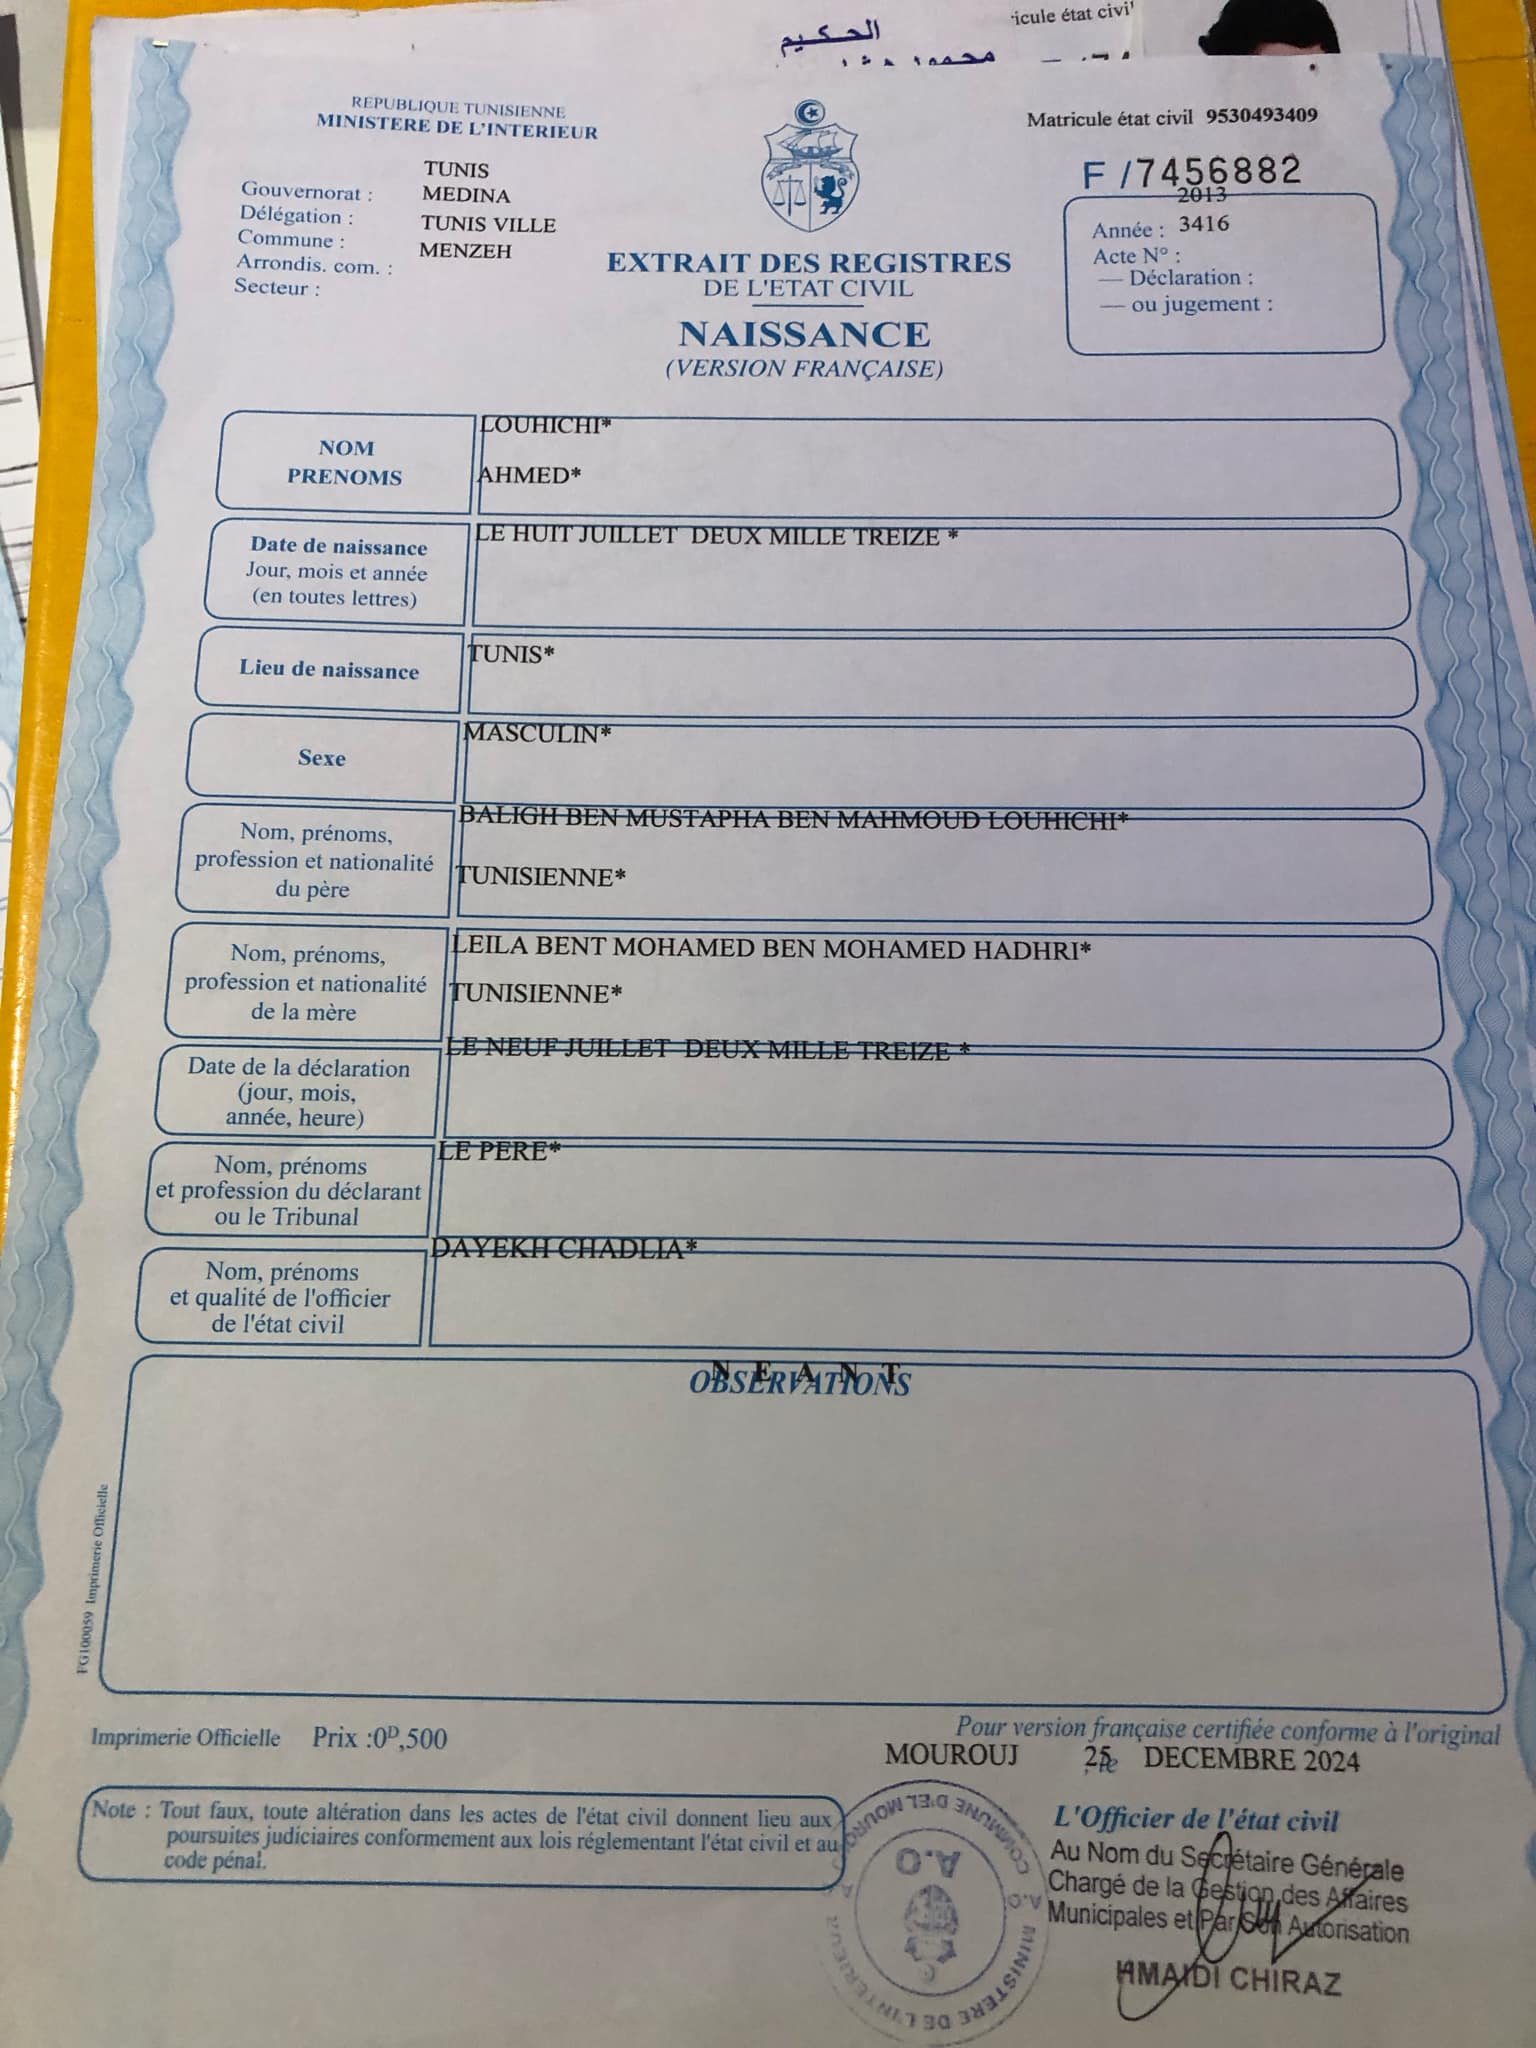 الحكيم
icule état civil
REPUBLIQUE TUNISIENNE
MINISTERE DE L'INTERIEUR
Matricule état civil 9530493409
F /7456882
TUNIS
Gouvernorat : MEDINA
Délégation : TUNIS VILLE
Commune : MENZEH
Arrondis. com. :
Secteur :
2013
Année : 3416
Acte N° :
— Déclaration :
— ou jugement :
EXTRAIT DES REGISTRES
DE L'ETAT CIVIL
NAISSANCE
(VERSION FRANÇAISE)
NOM
PRENOMS
LOUHICHI*
AHMED*
Date de naissance
Jour, mois et année
(en toutes lettres)
LE HUIT JUILLET DEUX MILLE TREIZE *
Lieu de naissance
TUNIS*
Sexe
MASCULIN*
Nom, prénoms,
profession et nationalité
du père
BALIGH BEN MUSTAPHA BEN MAHMOUD LOUHICHI*
TUNISIENNE*
Nom, prénoms,
profession et nationalité
de la mère
LEILA BENT MOHAMED BEN MOHAMED HADHRI*
TUNISIENNE*
Date de la déclaration
(jour, mois,
année, heure)
LE NEUF JUILLET DEUX MILLE TREIZE *
Nom, prénoms
et profession du déclarant
ou le Tribunal
LE PERE*
Nom, prénoms
et qualité de l'officier
de l'état civil
DAYEKH CHADLIA*
N E A N T
OBSERVATIONS
FG100059 Imprimerie Officielle
Imprimerie Officielle Prix :0D,500
Pour version française certifiée conforme à l'original
MOUROUJ , le 25 DECEMBRE 2024
Note : Tout faux, toute altération dans les actes de l'état civil donnent lieu aux
poursuites judiciaires conformement aux lois réglementant l'état civil et au
code pénal.
L'Officier de l'état civil
Au Nom du Secrétaire Générale
Chargé de la Gestion des Affaires
Municipales et Par Son Autorisation
HMAIDI CHIRAZ
COMMUNE D'EL MOUROUJ
A.O
MINISTERE DE L'INTERIEUR